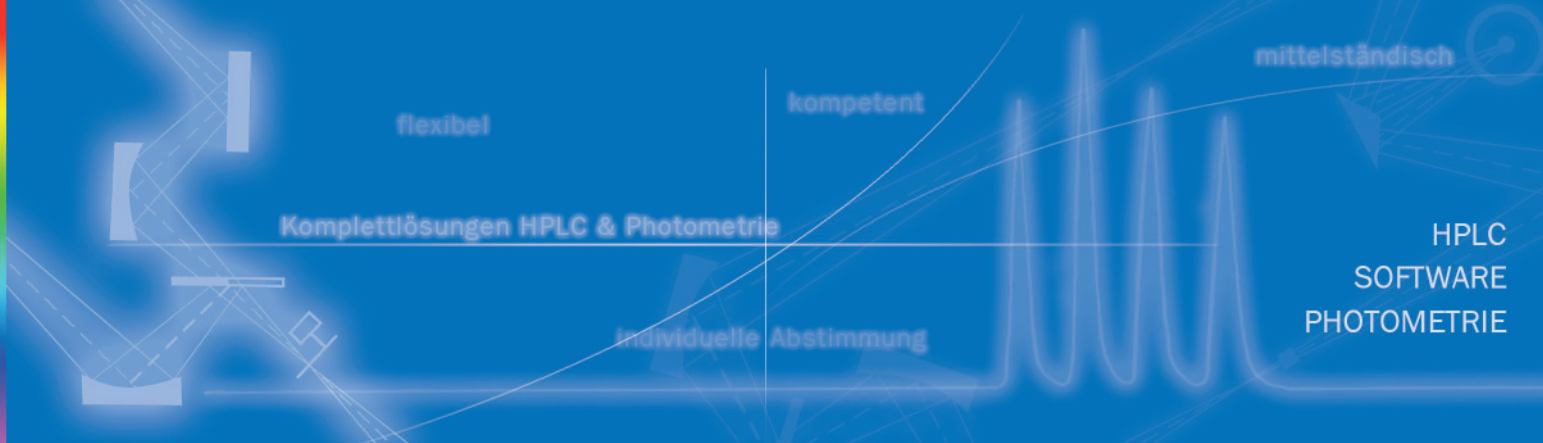 mittelständisch
kompetent
flexibel
Komplettlösungen HPLC & Photometrie
HPLC
SOFTWARE
PHOTOMETRIE
individuelle Abstimmung